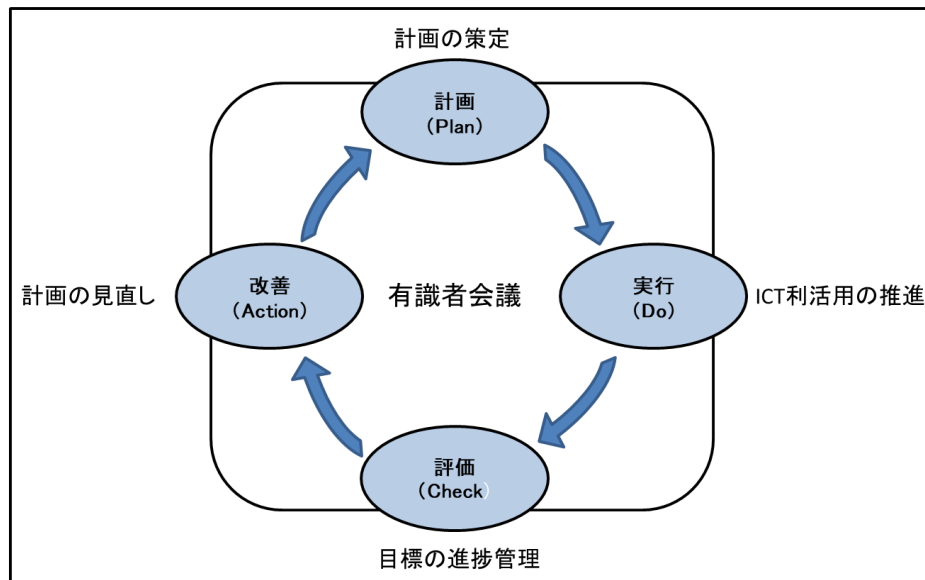 計画の策定
計画
(Plan)
計画の見直し
改善
(Action)
有識者会議
実行
(Do)
ICT利活用の推進
評価
(Check)
目標の進捗管理